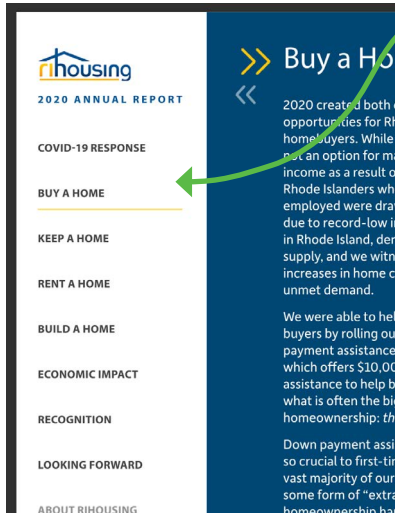 rihousing
2020 ANNUAL REPORT
COVID-19 RESPONSE
BUY A HOME
KEEP A HOME
RENT A HOME
BUILD A HOME
ECONOMIC IMPACT
RECOGNITION
LOOKING FORWARD
ABOUT RIHOUSING
>> Buy a Ho
<<
2020 created both
opportunities for Rh
homebuyers. While
not an option for ma
income as a result o
Rhode Islanders wh
employed were dra
due to record-low i
in Rhode Island, de
supply, and we witn
increases in home c
unmet demand.
We were able to hel
buyers by rolling ou
payment assistance
which offers $10,00
assistance to help b
what is often the bi
homeownership: th
Down payment assi
so crucial to first-ti
vast majority of our
some form of “extra
homeownership ha